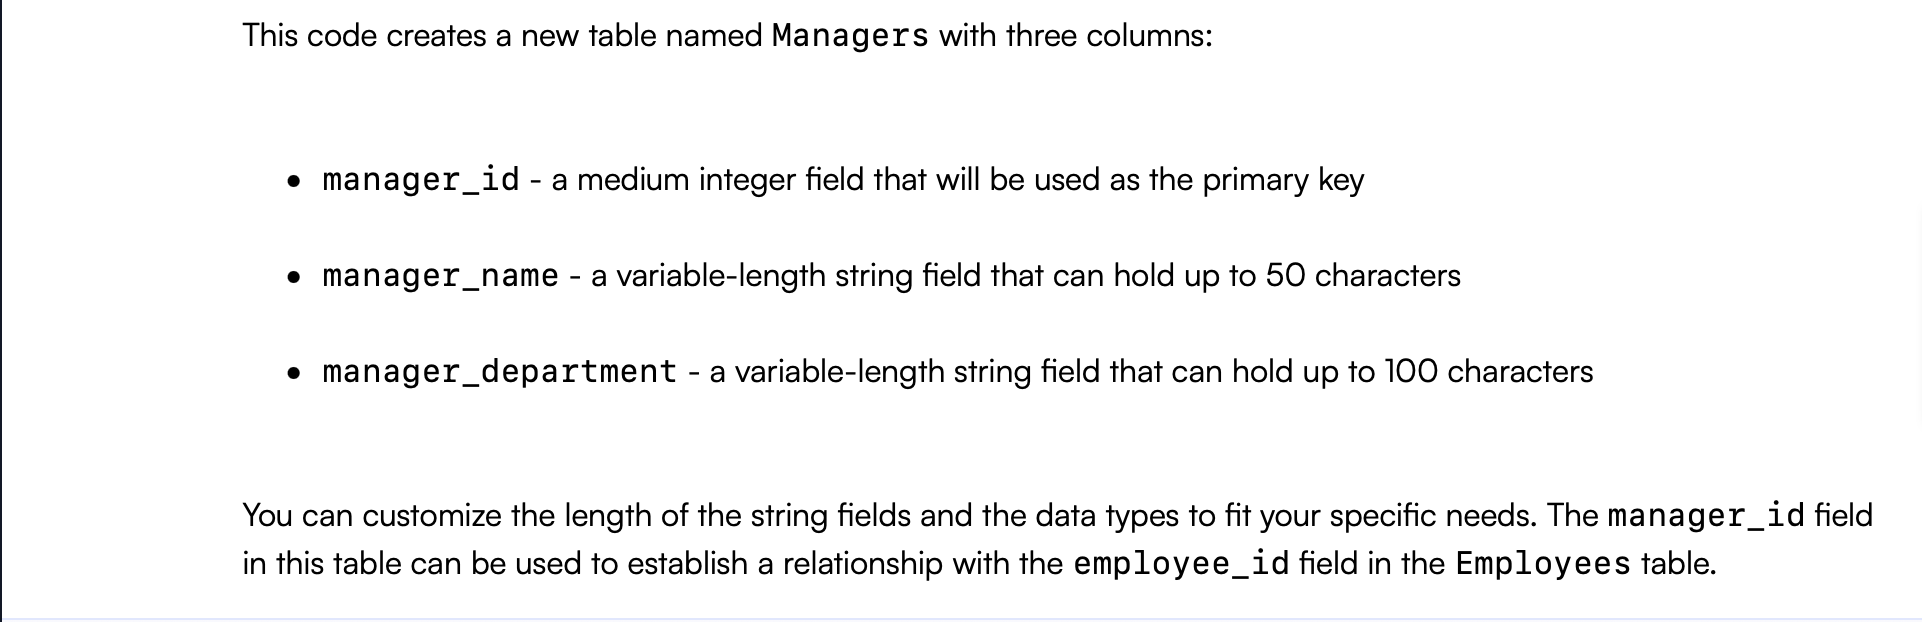 This code creates a new table named Managers with three columns:
• manager_id - a medium integer field that will be used as the primary key
• manager_name - a variable-length string field that can hold up to 50 characters
• manager_department - a variable-length string field that can hold up to 100 characters
You can customize the length of the string fields and the data types to fit your specific needs. The manager_id field
in this table can be used to establish a relationship with the employee_id field in the Employees table.